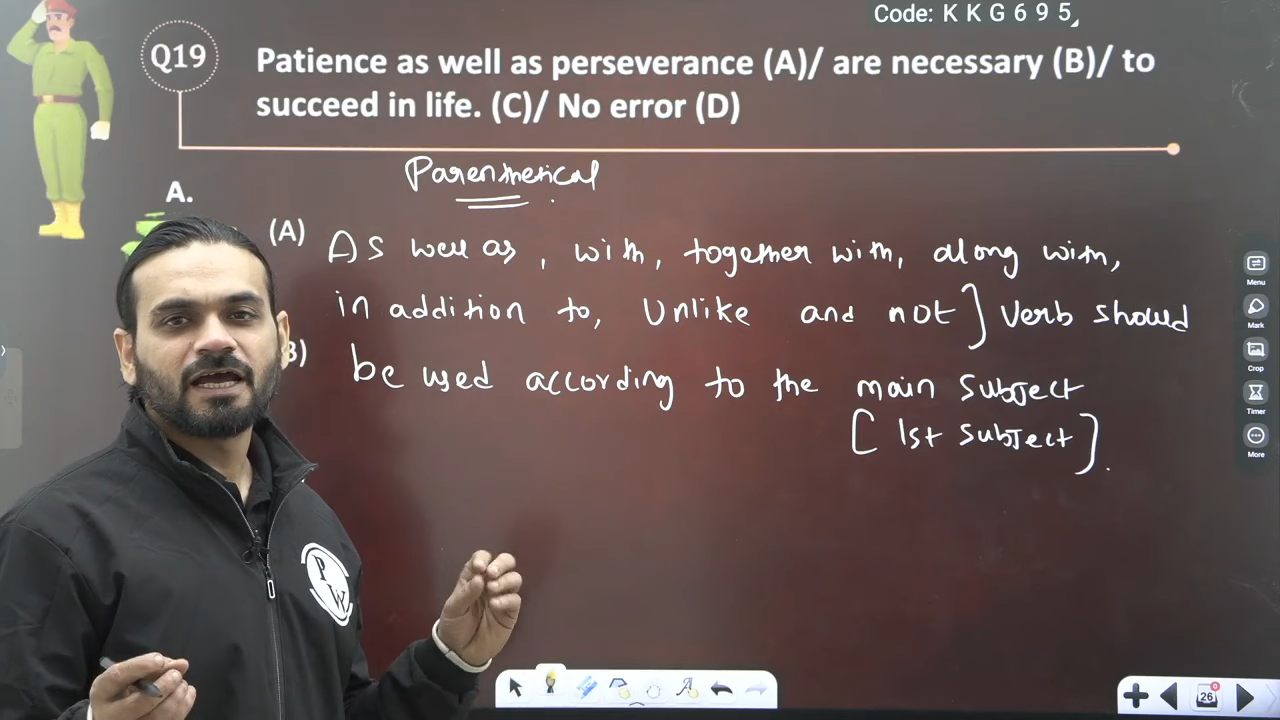 Code: K K G 6 9 5
Q19
Patience as well as perseverance (A)/ are necessary (B)/ to
succeed in life. (C)/ No error (D)
Parenthetical
A.
(A)
As well as, with, together with, along with,
in addition to, Unlike and not] Verb should
B)
be used according to the main Subject
[1st Subject].
PW
Menu
Mark
Crop
Timer
More
26